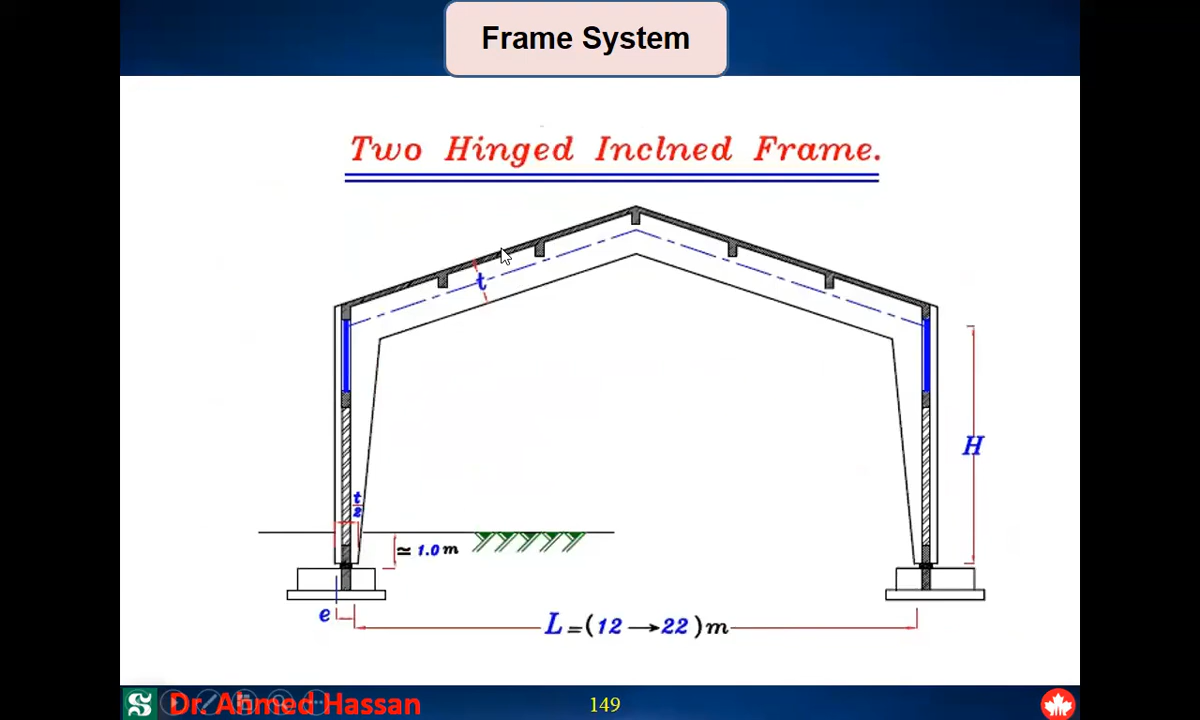 Frame System
Two Hinged Inclned Frame.
t
H
t
2
≃ 1.0 m
e
L=(12→22)m
Dr. Ahmed Hassan
149